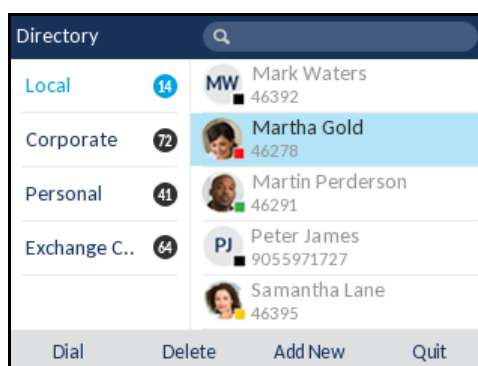 Directory
Local 14
Corporate 72
Personal 41
Exchange C.. 64
MW Mark Waters
46392
Martha Gold
46278
Martin Perderson
46291
PJ Peter James
9055971727
Samantha Lane
46395
Dial Delete Add New Quit